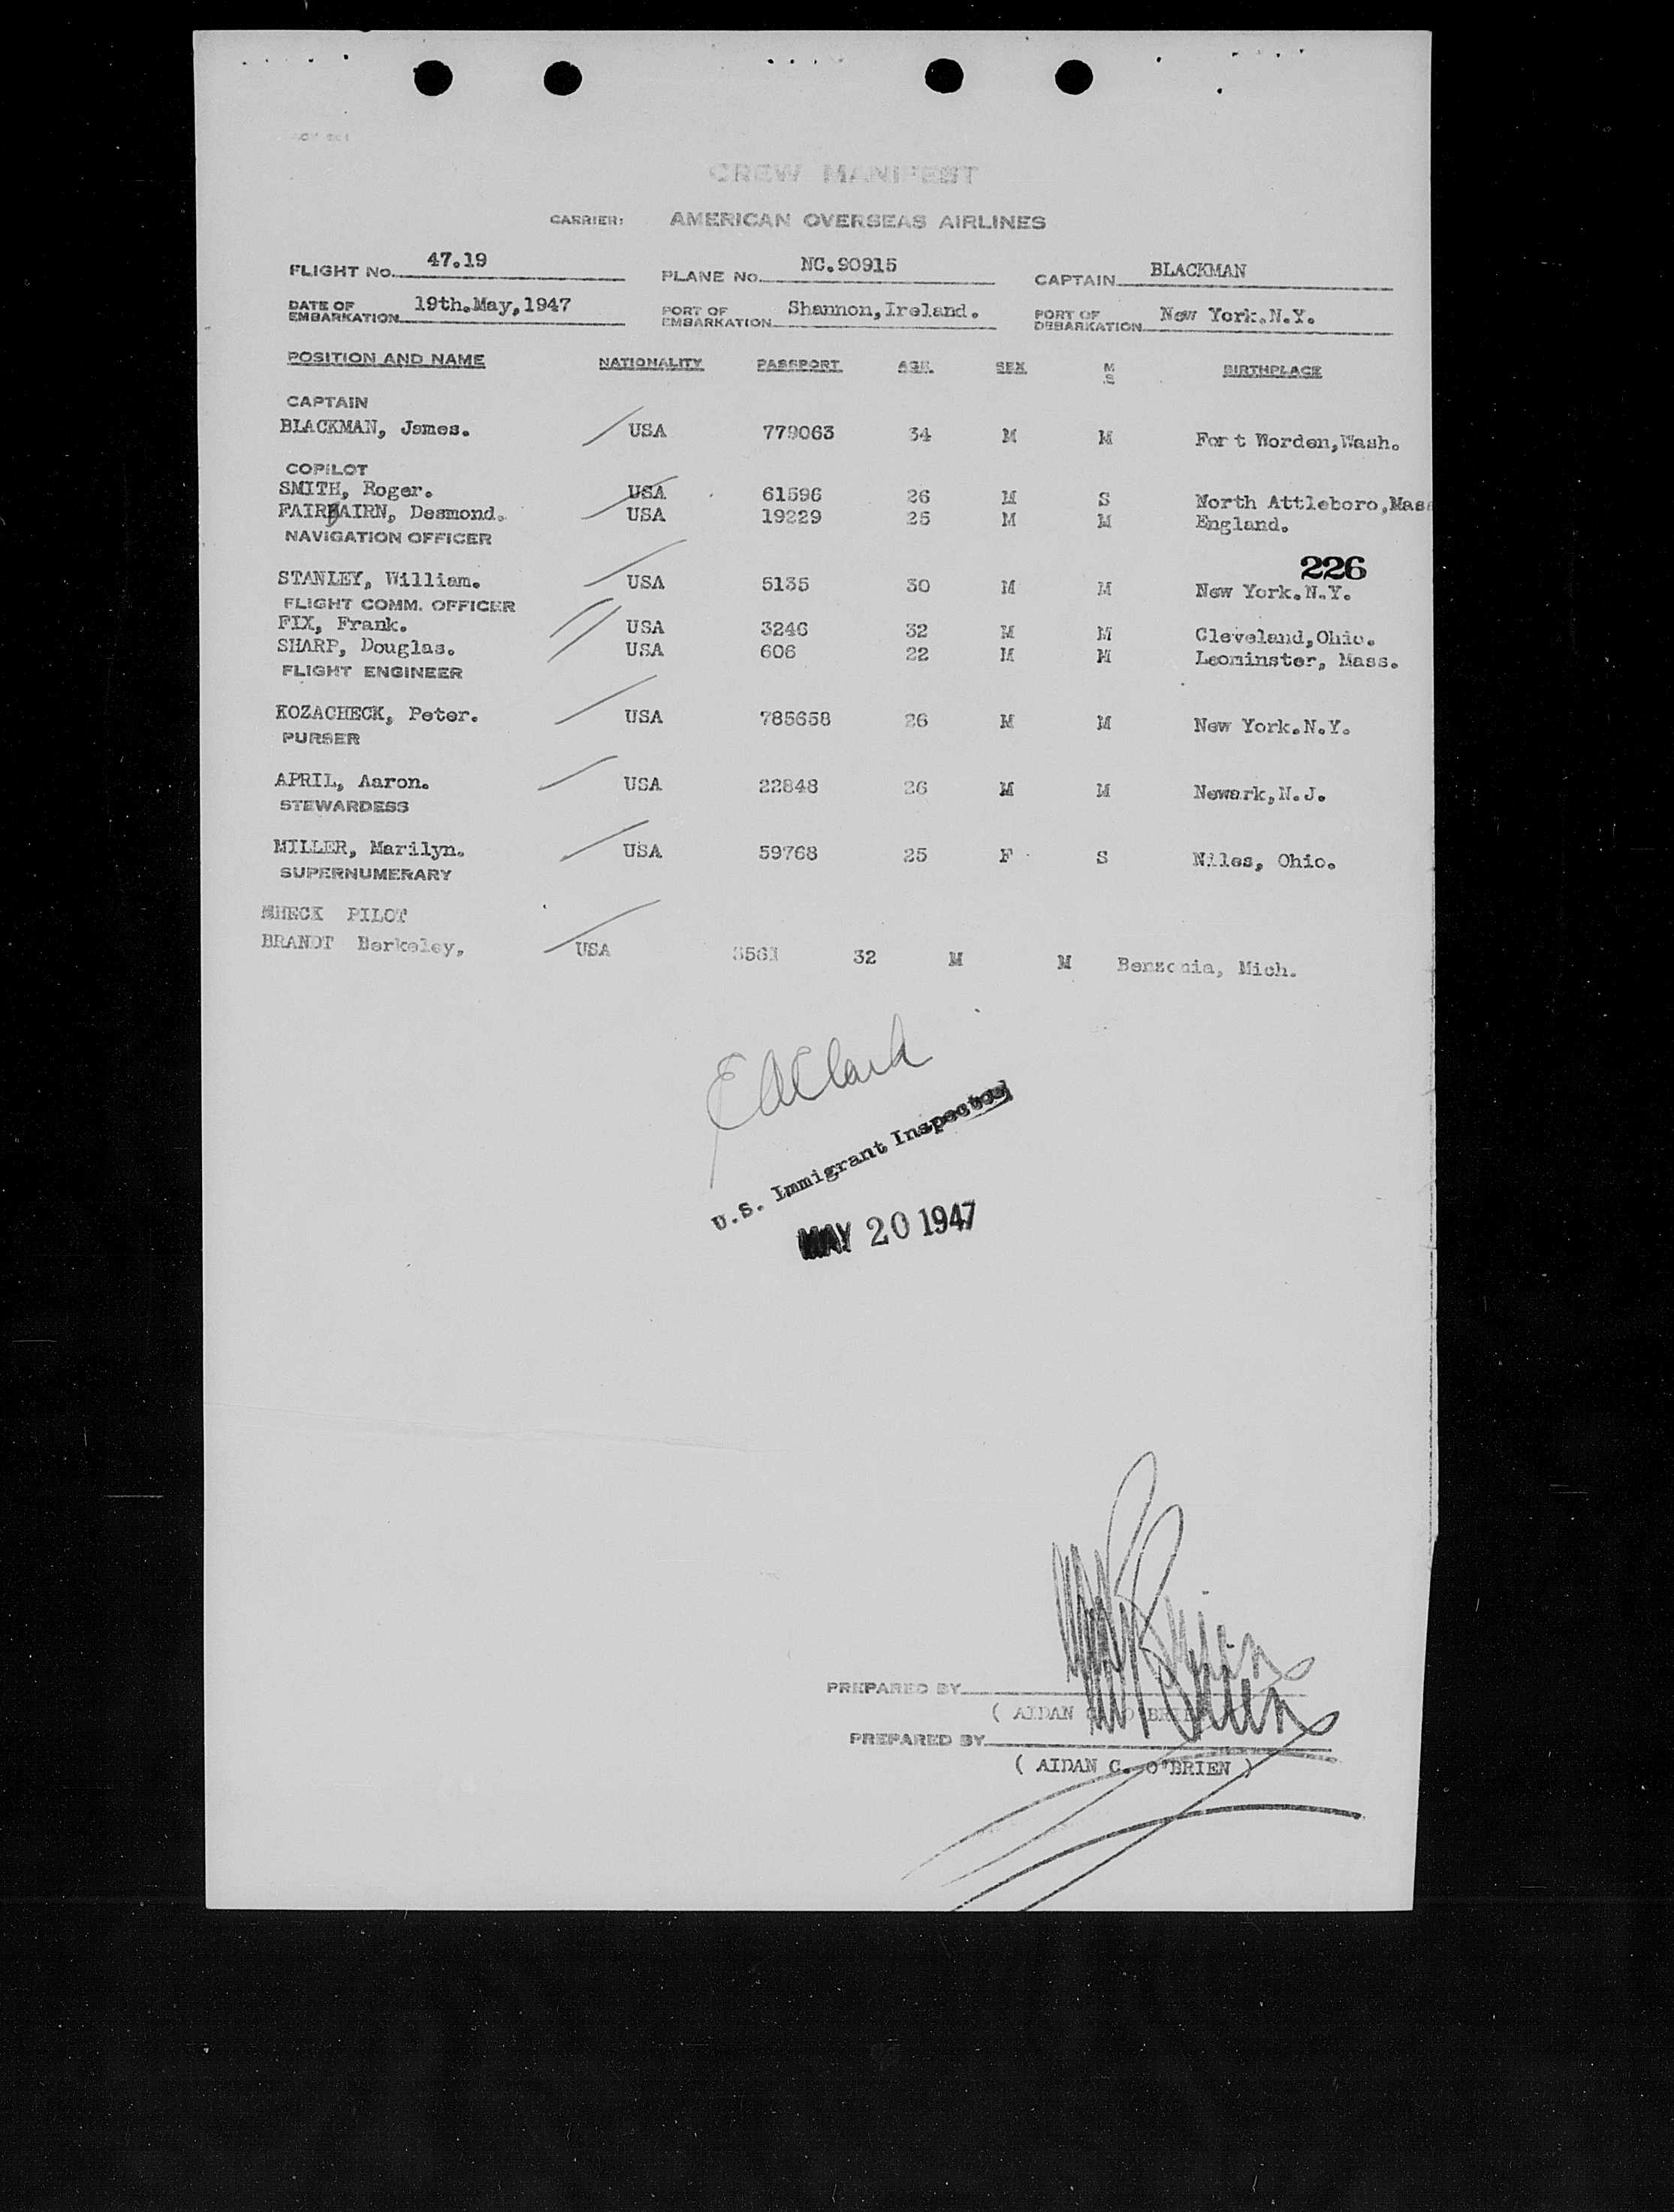 CREW MANIFEST
CARRIER: AMERICAN OVERSEAS AIRLINES
FLIGHT No. 47.19 PLANE No. NC.90915 CAPTAIN BLACKMAN
DATE OF EMBARKATION 19th.May,1947 PORT OF EMBARKATION Shannon,Ireland. PORT OF DEBARKATION New York.N.Y.
POSITION AND NAME NATIONALITY PASSPORT AGE. SEX M S BIRTHPLACE
CAPTAIN
BLACKMAN, James. USA 779063 34 M M For t Worden,Wash.
COPILOT
SMITH, Roger. USA 61596 26 M S North Attleboro,Mas
FAIRBAIRN, Desmond. USA 19229 25 M M England.
NAVIGATION OFFICER
226
STANLEY, William. USA 5135 30 M M New York.N.Y.
FLIGHT COMM. OFFICER
FIX, Frank. USA 3246 32 M M Cleveland,Ohio.
SHARP, Douglas. USA 606 22 M M Leominster, Mass.
FLIGHT ENGINEER
KOZACHECK, Peter. USA 785658 26 M M New York.N.Y.
PURSER
APRIL, Aaron. USA 22848 26 M M Newark,N.J.
STEWARDESS
MILLER, Marilyn. USA 59768 25 F S Niles, Ohio.
SUPERNUMERARY
PILOT
BRANDT Berkeley, USA 32 M M Benzonia, Mich.
E A Clark
U.S. Immigrant Inspector
MAY 20 1947
PREPARED BY
( AIDAN O'BRIEN
PREPARED BY
( AIDAN C. O'BRIEN )